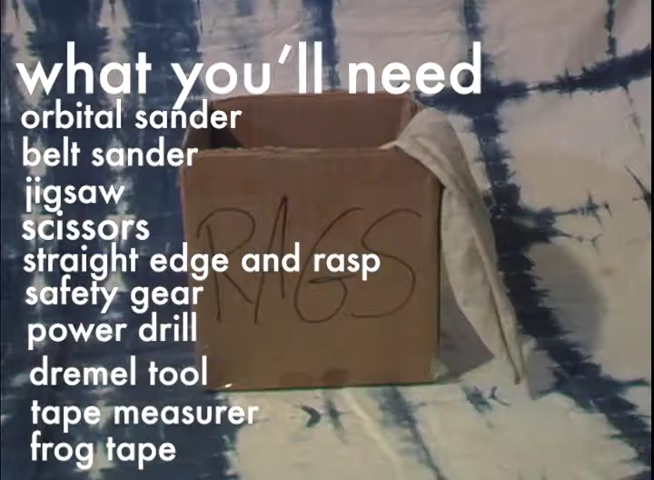 what you'll need
orbital sander
belt sander
jigsaw
scissors
straight edge and rasp
safety gear
power drill
dremel tool
tape measurer
frog tape
RAGS